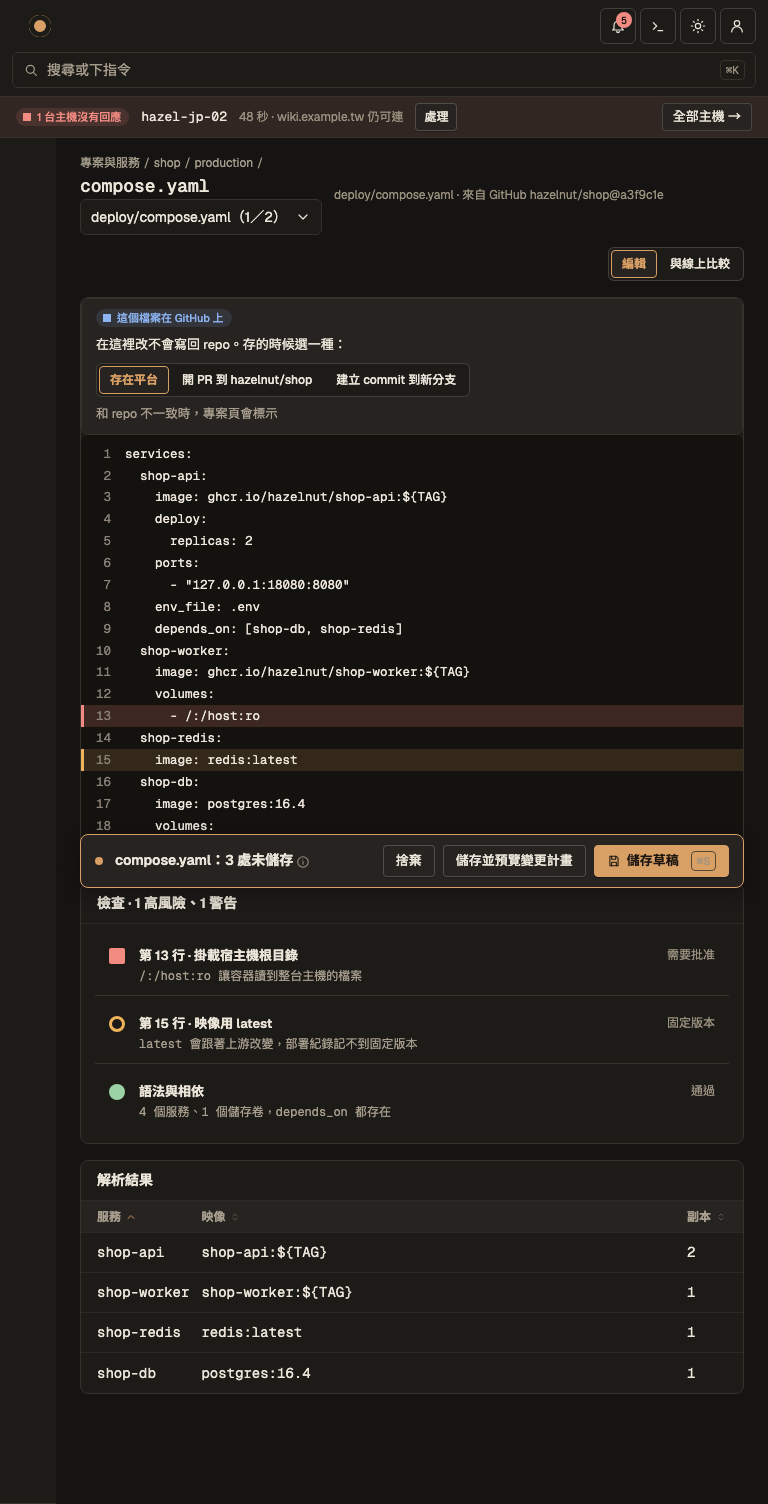 5
搜尋或下指令 ⌘K
1 台主機沒有回應 hazel-jp-02 48 秒 · wiki.example.tw 仍可連 處理 全部主機 →
專案與服務 / shop / production /
compose.yaml
deploy/compose.yaml · 來自 GitHub hazelnut/shop@a3f9c1e
deploy/compose.yaml（1／2）
編輯 與線上比較
這個檔案在 GitHub 上
在這裡改不會寫回 repo。存的時候選一種：
存在平台 開 PR 到 hazelnut/shop 建立 commit 到新分支
和 repo 不一致時，專案頁會標示
1 services:
2   shop-api:
3     image: ghcr.io/hazelnut/shop-api:${TAG}
4     deploy:
5       replicas: 2
6     ports:
7       - "127.0.0.1:18080:8080"
8     env_file: .env
9     depends_on: [shop-db, shop-redis]
10   shop-worker:
11     image: ghcr.io/hazelnut/shop-worker:${TAG}
12     volumes:
13       - /:/host:ro
14   shop-redis:
15     image: redis:latest
16   shop-db:
17     image: postgres:16.4
18     volumes:
compose.yaml：3 處未儲存 捨棄 儲存並預覽變更計畫 儲存草稿 ⌘S
檢查 · 1 高風險、1 警告
第 13 行 · 掛載宿主機根目錄 需要批准
/:/host:ro 讓容器讀到整台主機的檔案
第 15 行 · 映像用 latest 固定版本
latest 會跟著上游改變，部署紀錄記不到固定版本
語法與相依 通過
4 個服務、1 個儲存卷，depends_on 都存在
解析結果
服務 映像 副本
shop-api shop-api:${TAG} 2
shop-worker shop-worker:${TAG} 1
shop-redis redis:latest 1
shop-db postgres:16.4 1